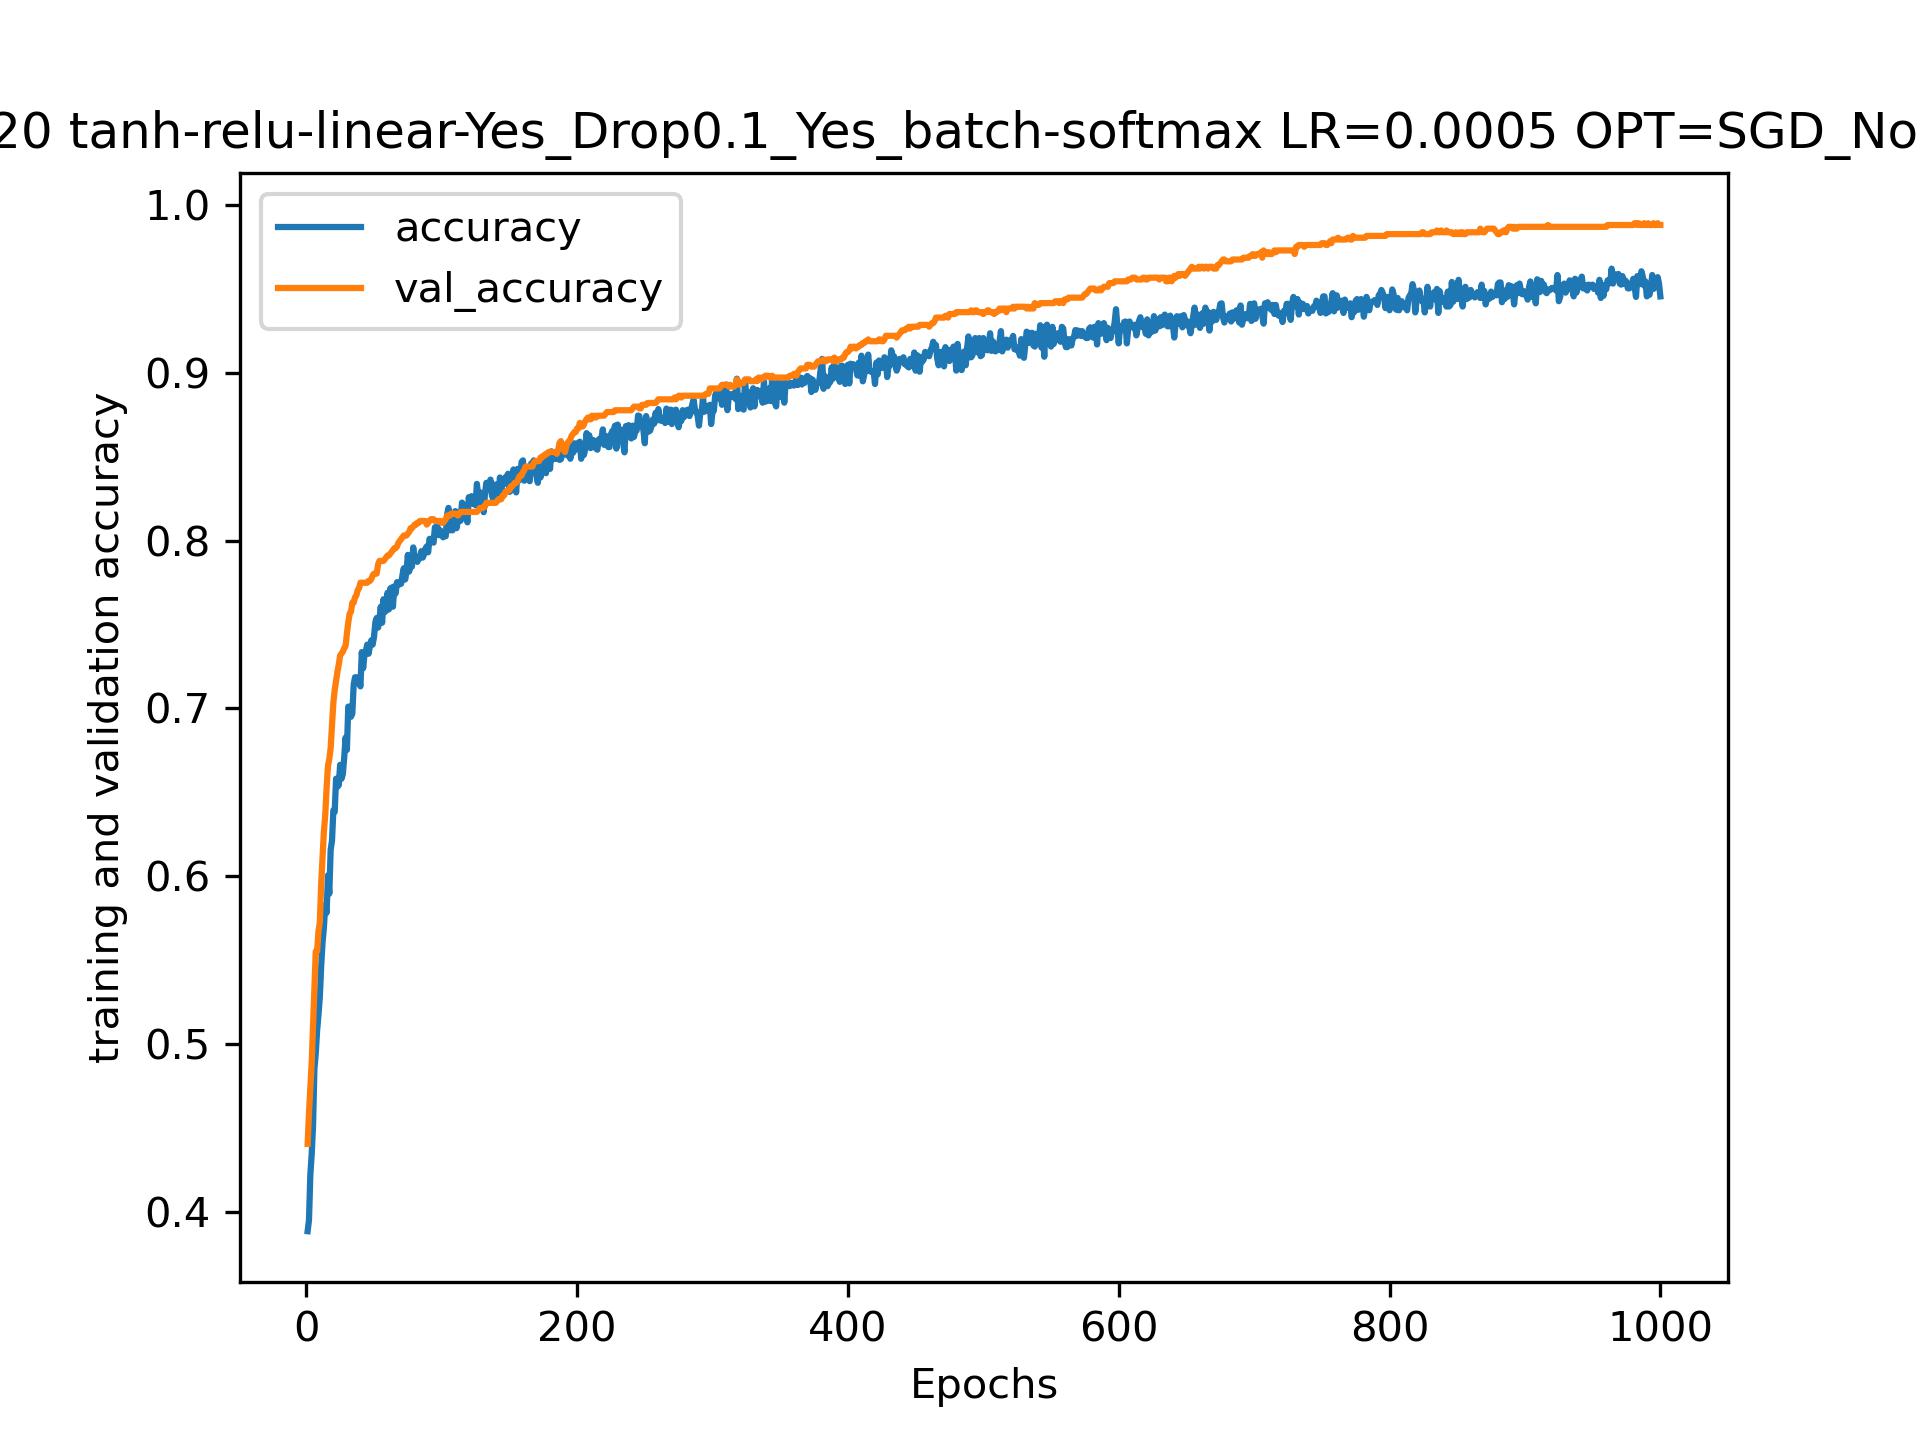 20 tanh-relu-linear-Yes_Drop0.1_Yes_batch-softmax LR=0.0005 OPT=SGD_No
accuracy
val_accuracy
training and validation accuracy
1.0
0.9
0.8
0.7
0.6
0.5
0.4
0 200 400 600 800 1000
Epochs